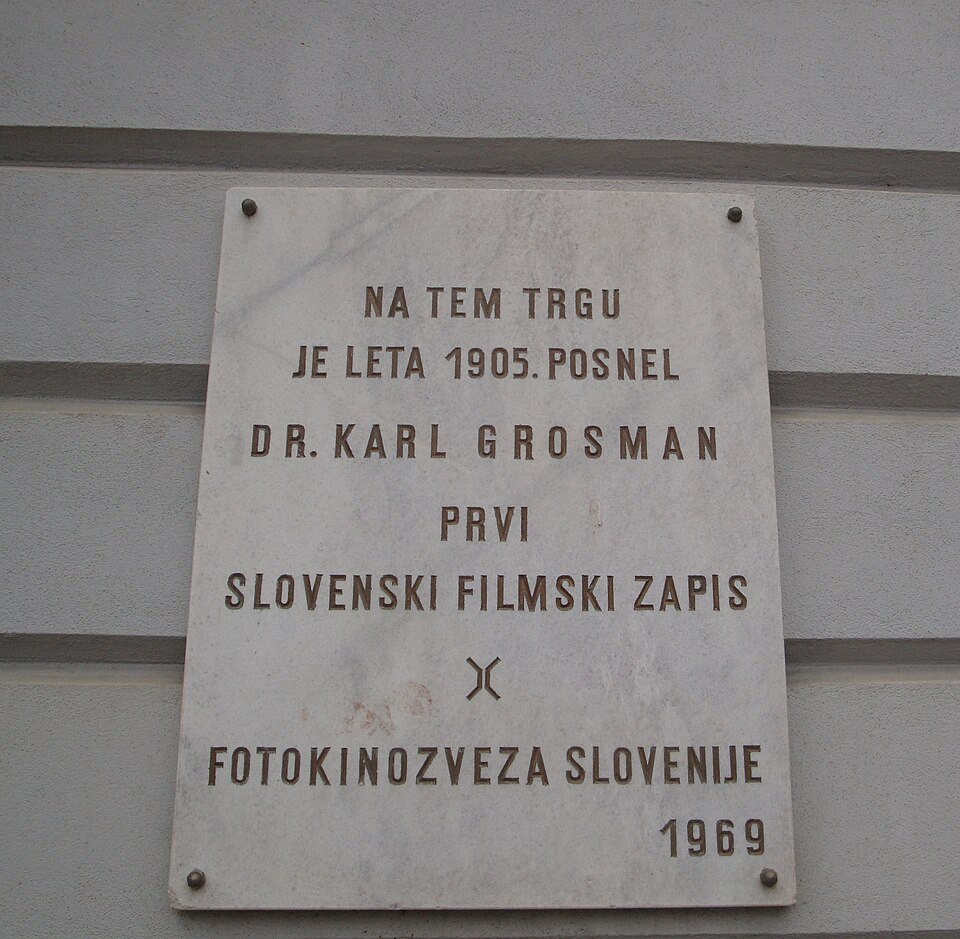 NA TEM TRGU
JE LETA 1905. POSNEL
DR. KARL GROSMAN
PRVI
SLOVENSKI FILMSKI ZAPIS
FOTOKINOZVEZA SLOVENIJE
1969